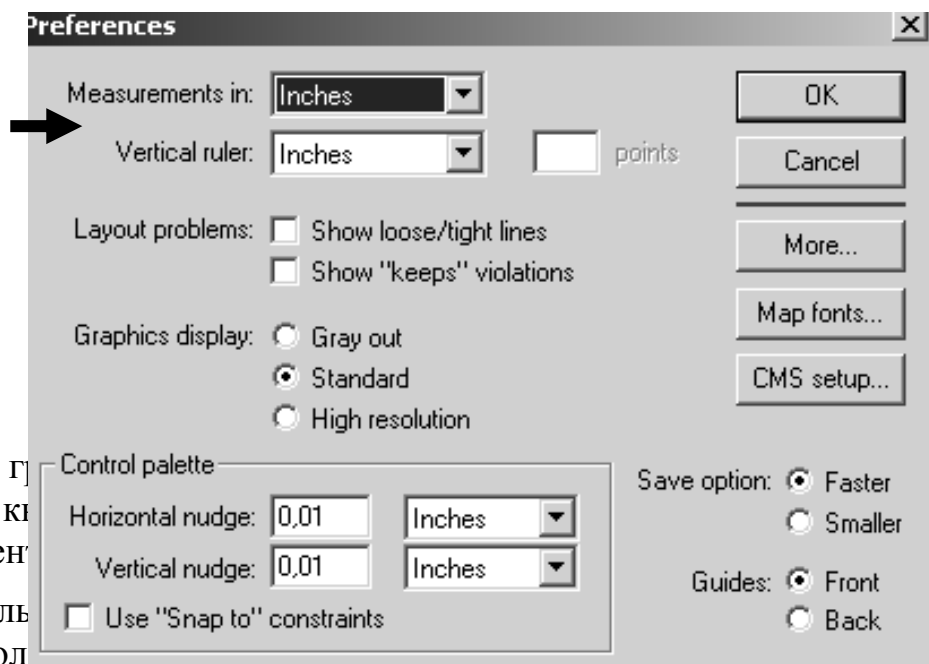 Preferences
Measurements in: Inches OK
Vertical ruler: Inches points Cancel
Layout problems: Show loose/tight lines More...
Show "keeps" violations
Map fonts...
Graphics display: Gray out
Standard CMS setup...
High resolution
Control palette Save option: Faster
Horizontal nudge: 0,01 Inches Smaller
Vertical nudge: 0,01 Inches Guides: Front
Use "Snap to" constraints Back